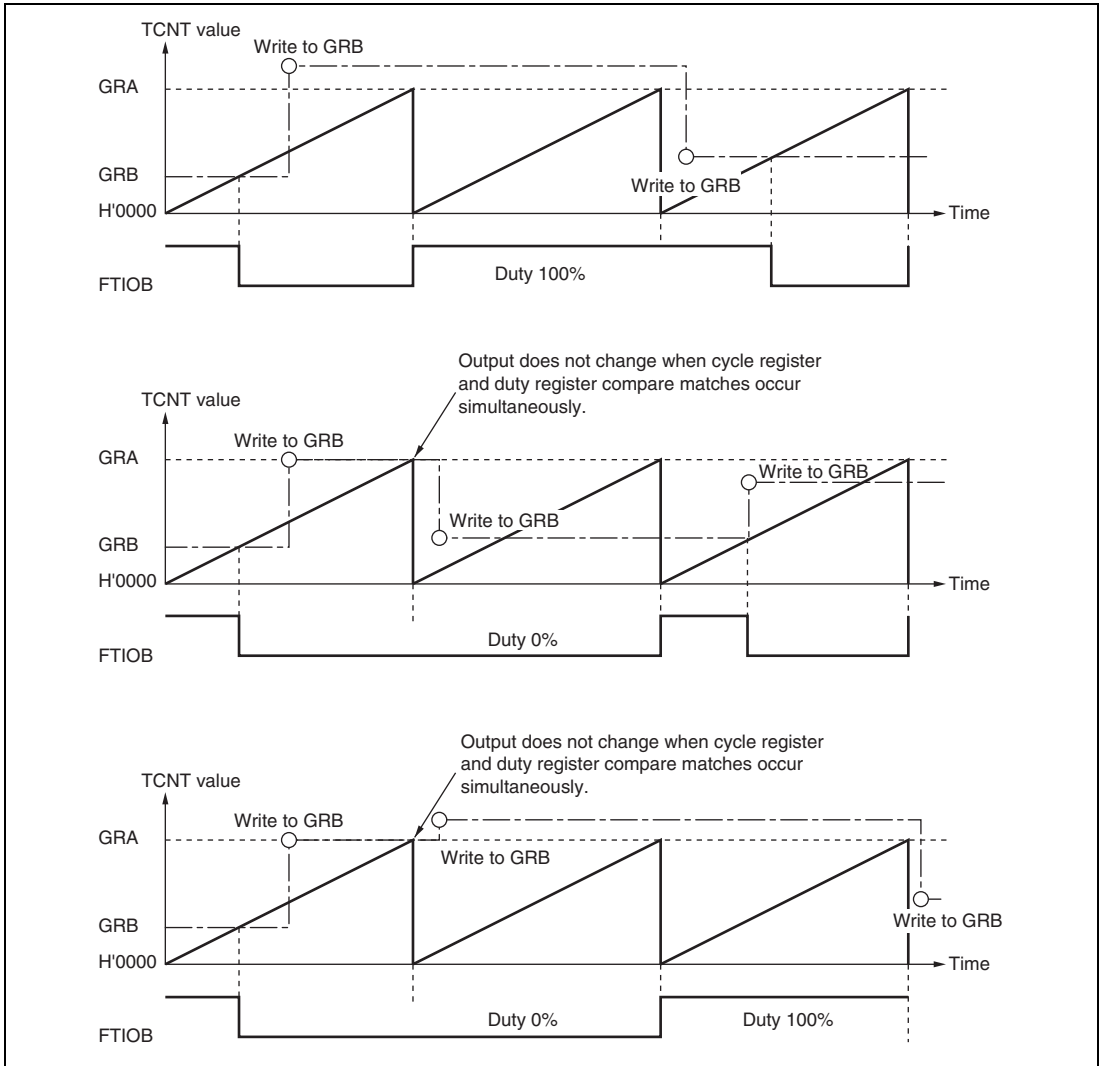 TCNT value
Write to GRB
GRA
GRB
Write to GRB
H'0000
Time
FTIOB
Duty 100%
Output does not change when cycle register
and duty register compare matches occur
simultaneously.
TCNT value
Write to GRB
GRA
Write to GRB
Write to GRB
GRB
H'0000
Time
FTIOB
Duty 0%
Output does not change when cycle register
and duty register compare matches occur
simultaneously.
TCNT value
Write to GRB
GRA
Write to GRB
GRB
Write to GRB
H'0000
Time
FTIOB
Duty 0%
Duty 100%